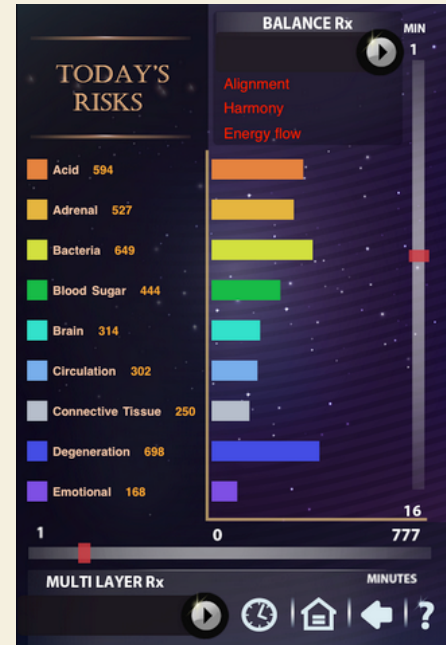 TODAY'S
RISKS
BALANCE Rx
MIN
1
Alignment
Harmony
Energy flow
Acid 594
Adrenal 527
Bacteria 649
Blood Sugar 444
Brain 314
Circulation 302
Connective Tissue 250
Degeneration 698
Emotional 168
16
1
0
777
MULTI LAYER Rx
MINUTES
?